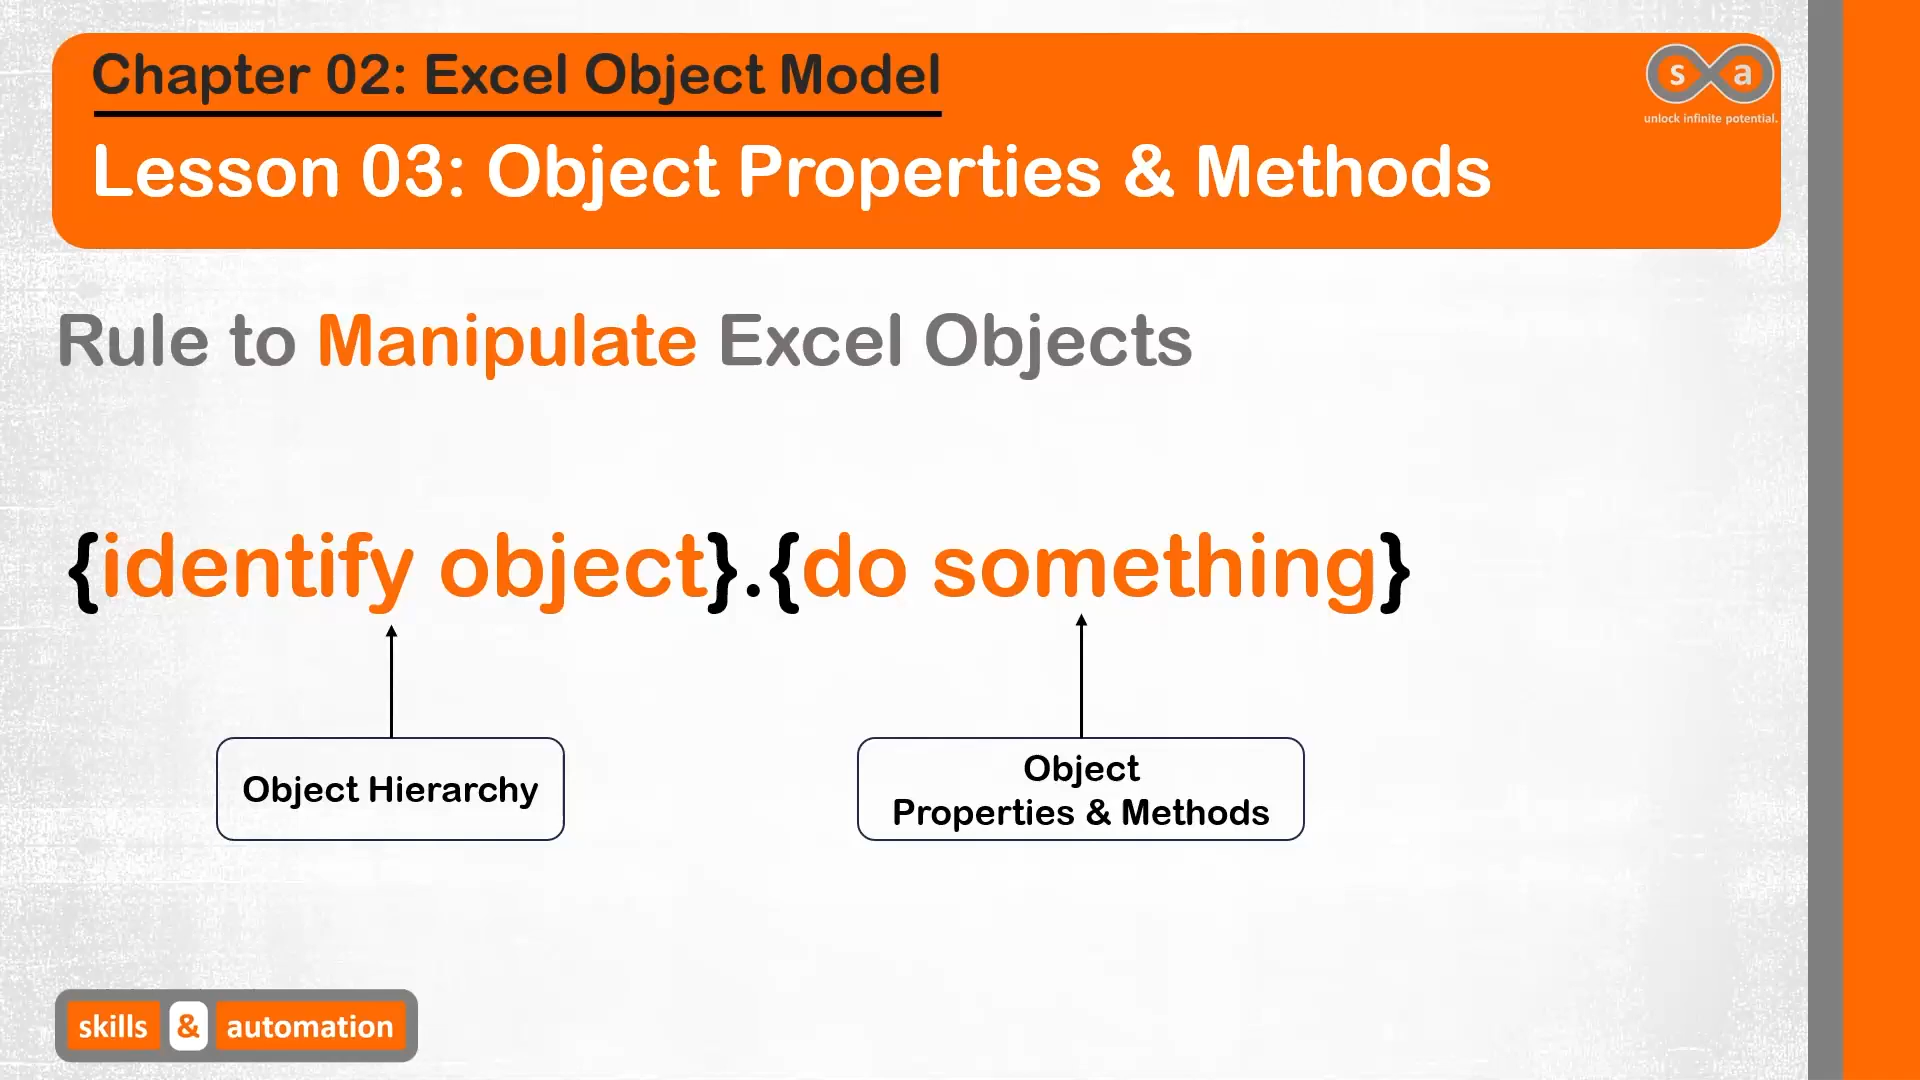 Chapter 02: Excel Object Model
s a
unlock infinite potential.
Lesson 03: Object Properties & Methods
Rule to Manipulate Excel Objects
{identify object}.{do something}
Object Hierarchy
Object
Properties & Methods
skills & automation